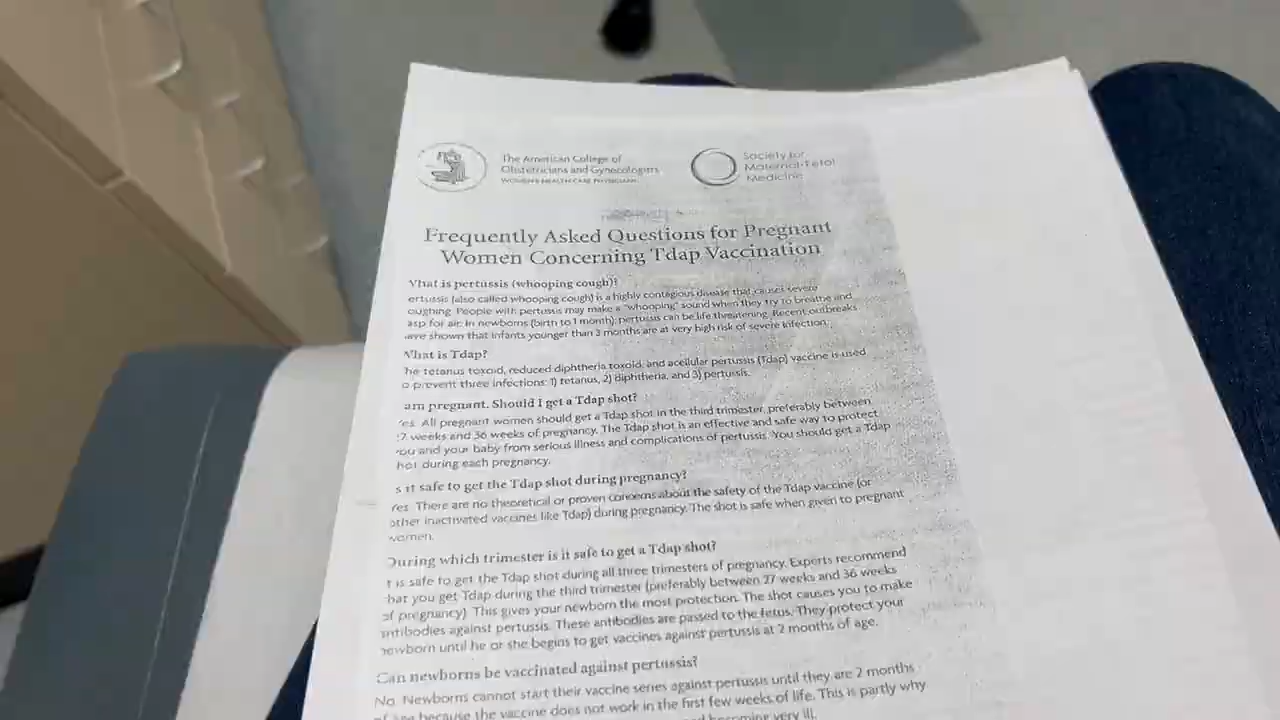 The American College of
Obstetricians and Gynecologists
WOMEN'S HEALTH CARE PHYSICIANS
Society for
Maternal-Fetal
Medicine
Frequently Asked Questions for Pregnant
Women Concerning Tdap Vaccination
What is pertussis (whooping cough)?
ertussis (also called whooping cough) is a highly contagious disease that causes severe
oughing. People with pertussis may make a "whooping" sound when they try to breathe and
asp for air. In newborns (birth to 1 month), pertussis can be life threatening. Recent outbreaks
ave shown that infants younger than 3 months are at very high risk of severe infection.
What is Tdap?
he tetanus toxoid, reduced diphtheria toxoid, and acellular pertussis (Tdap) vaccine is used
o prevent three infections: 1) tetanus, 2) diphtheria, and 3) pertussis.
am pregnant. Should I get a Tdap shot?
es. All pregnant women should get a Tdap shot in the third trimester, preferably between
27 weeks and 36 weeks of pregnancy. The Tdap shot is an effective and safe way to protect
you and your baby from serious illness and complications of pertussis. You should get a Tdap
hot during each pregnancy.
s it safe to get the Tdap shot during pregnancy?
Yes. There are no theoretical or proven concerns about the safety of the Tdap vaccine (or
other inactivated vaccines like Tdap) during pregnancy. The shot is safe when given to pregnant
women.
During which trimester is it safe to get a Tdap shot?
t is safe to get the Tdap shot during all three trimesters of pregnancy. Experts recommend
hat you get Tdap during the third trimester (preferably between 27 weeks and 36 weeks
of pregnancy). This gives your newborn the most protection. The shot causes you to make
antibodies against pertussis. These antibodies are passed to the fetus. They protect your
newborn until he or she begins to get vaccines against pertussis at 2 months of age.
Can newborns be vaccinated against pertussis?
No. Newborns cannot start their vaccine series against pertussis until they are 2 months
of age because the vaccine does not work in the first few weeks of life. This is partly why
becoming very ill.